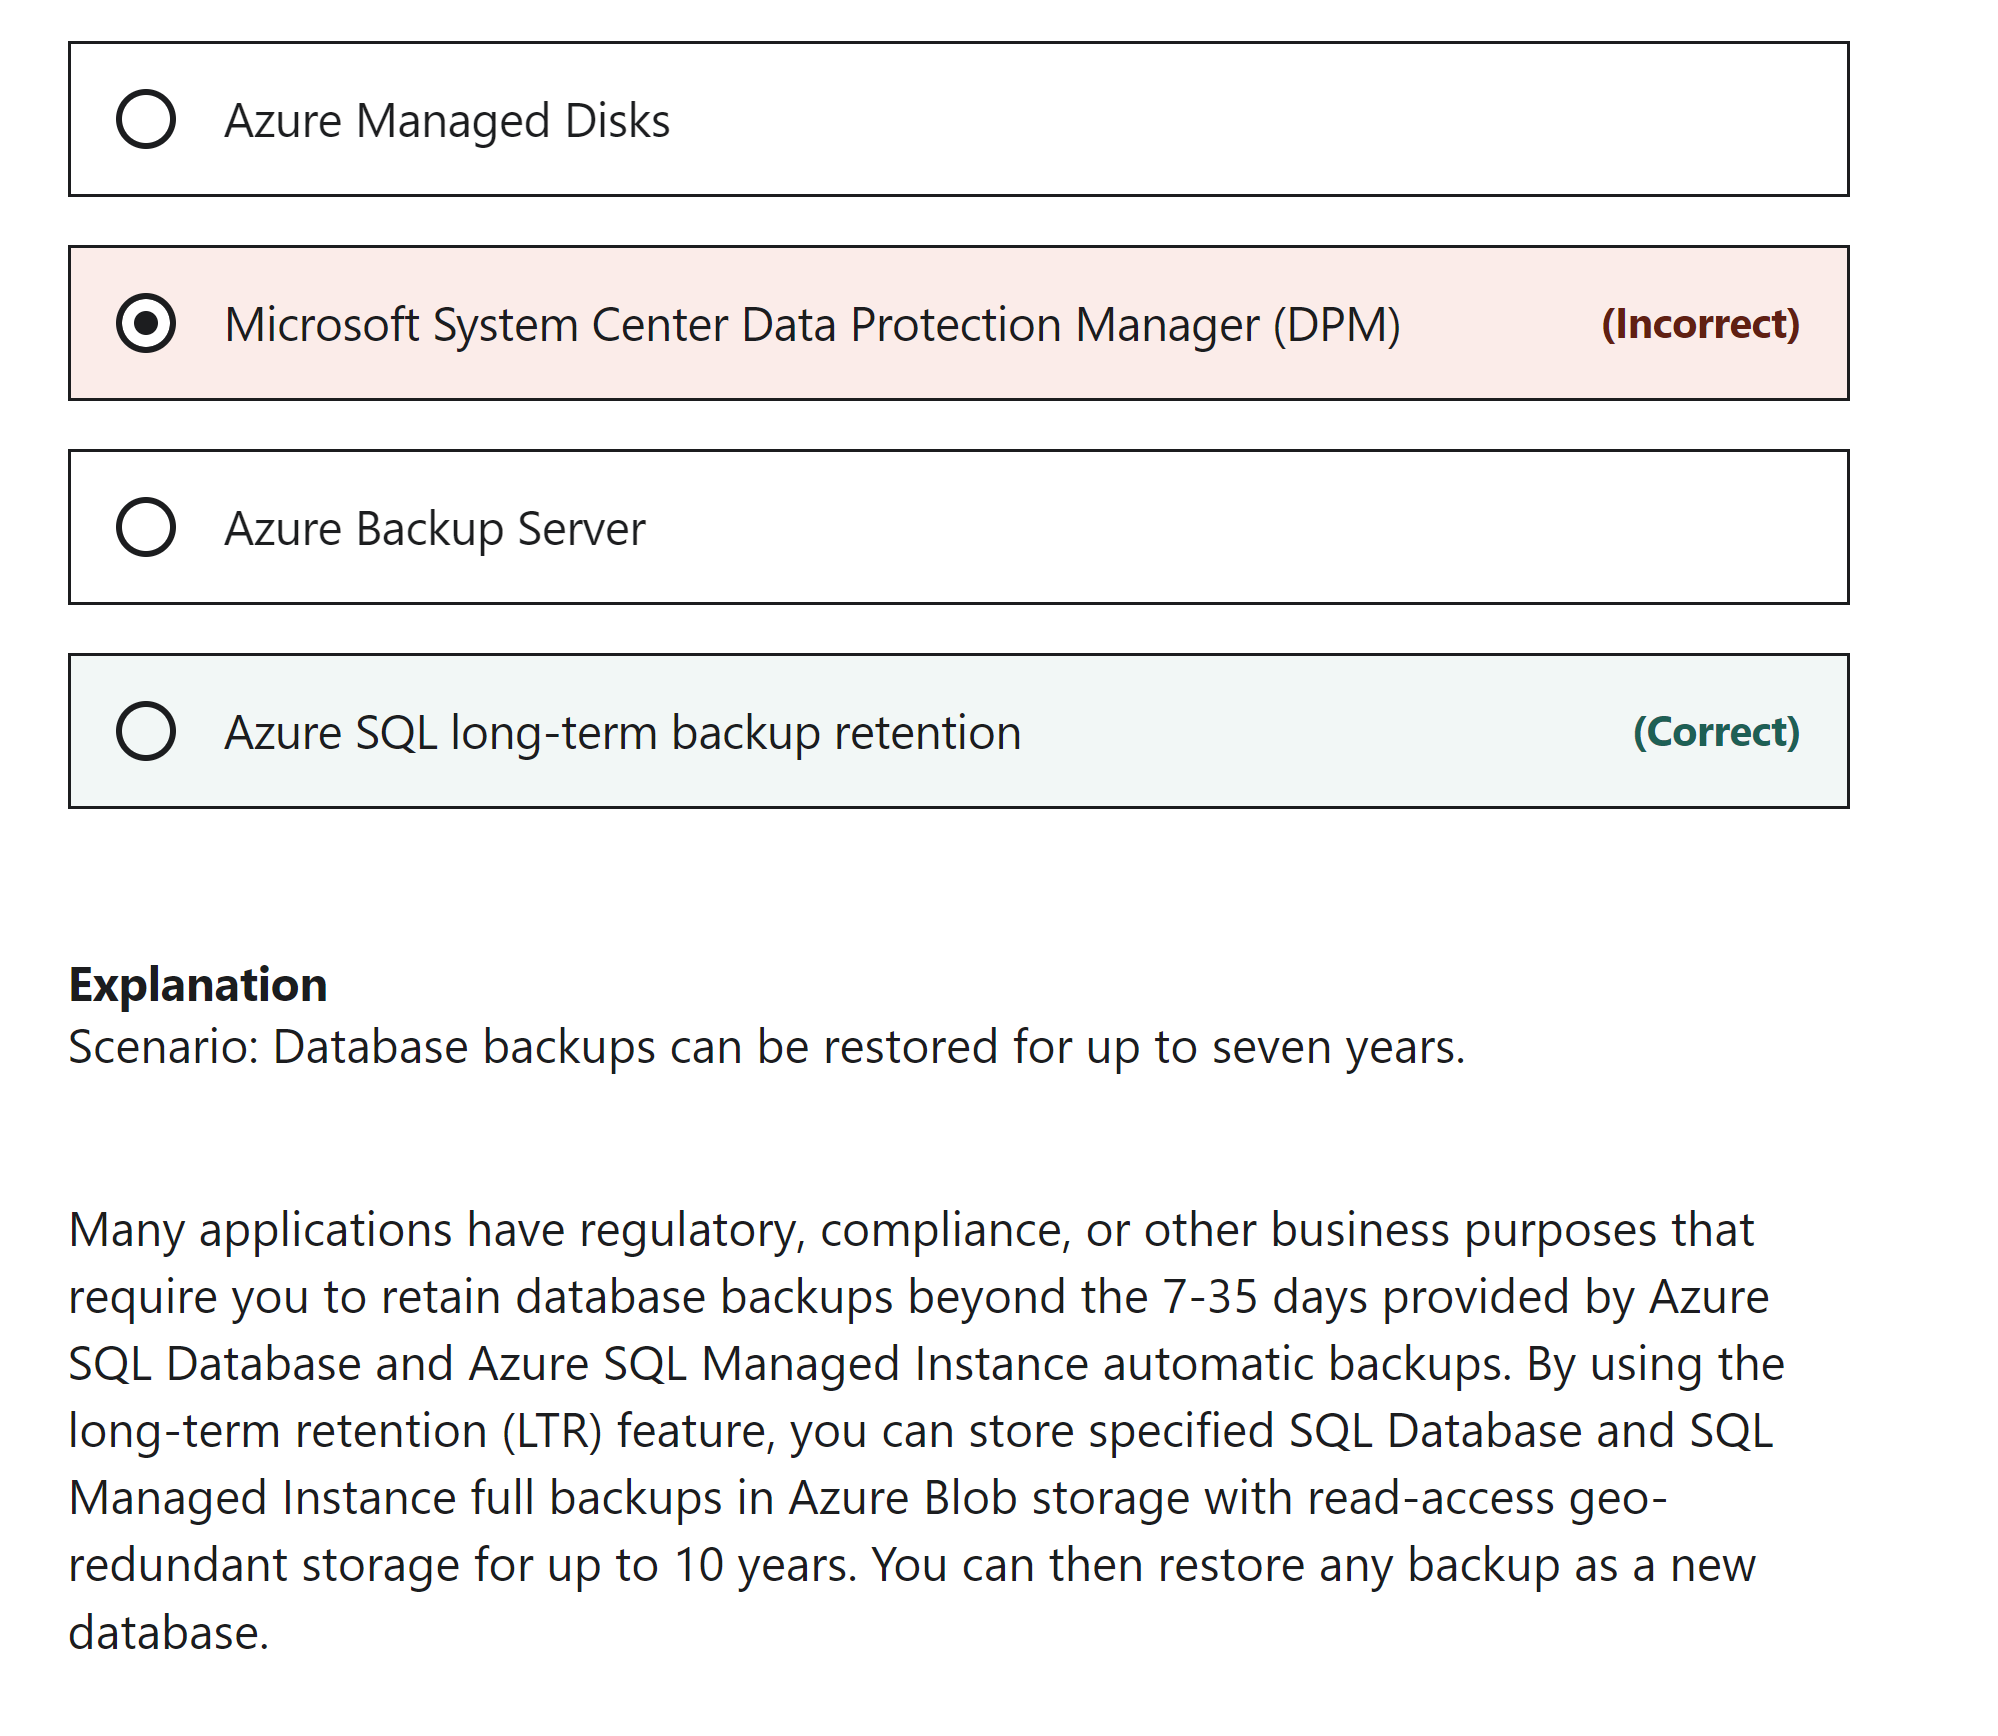 Azure Managed Disks
Microsoft System Center Data Protection Manager (DPM) (Incorrect)
Azure Backup Server
Azure SQL long-term backup retention (Correct)
Explanation
Scenario: Database backups can be restored for up to seven years.
Many applications have regulatory, compliance, or other business purposes that
require you to retain database backups beyond the 7-35 days provided by Azure
SQL Database and Azure SQL Managed Instance automatic backups. By using the
long-term retention (LTR) feature, you can store specified SQL Database and SQL
Managed Instance full backups in Azure Blob storage with read-access geo-
redundant storage for up to 10 years. You can then restore any backup as a new
database.